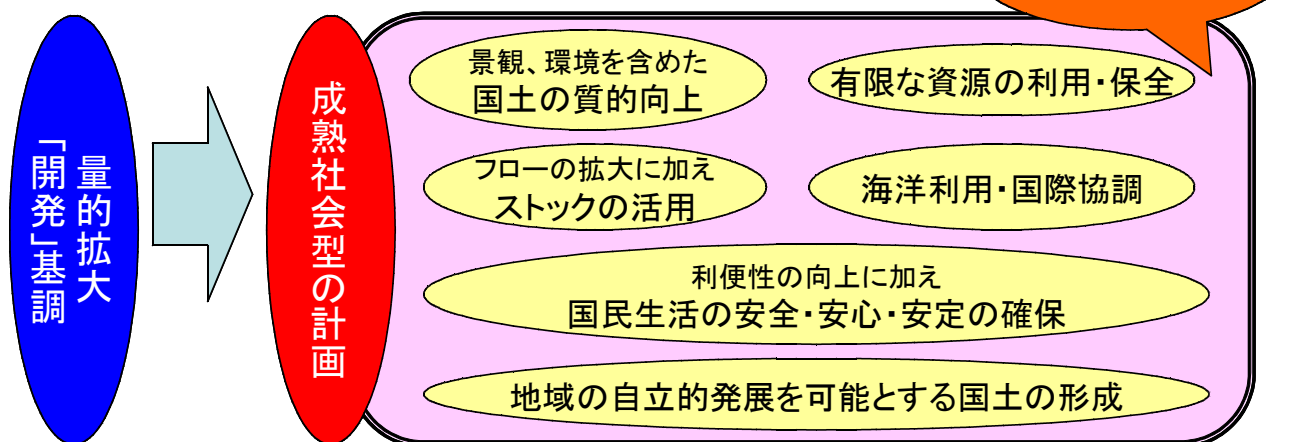 量的拡大
「開発」基調
成熟社会型の計画
景観、環境を含めた
国土の質的向上
有限な資源の利用・保全
フローの拡大に加え
ストックの活用
海洋利用・国際協調
利便性の向上に加え
国民生活の安全・安心・安定の確保
地域の自立的発展を可能とする国土の形成